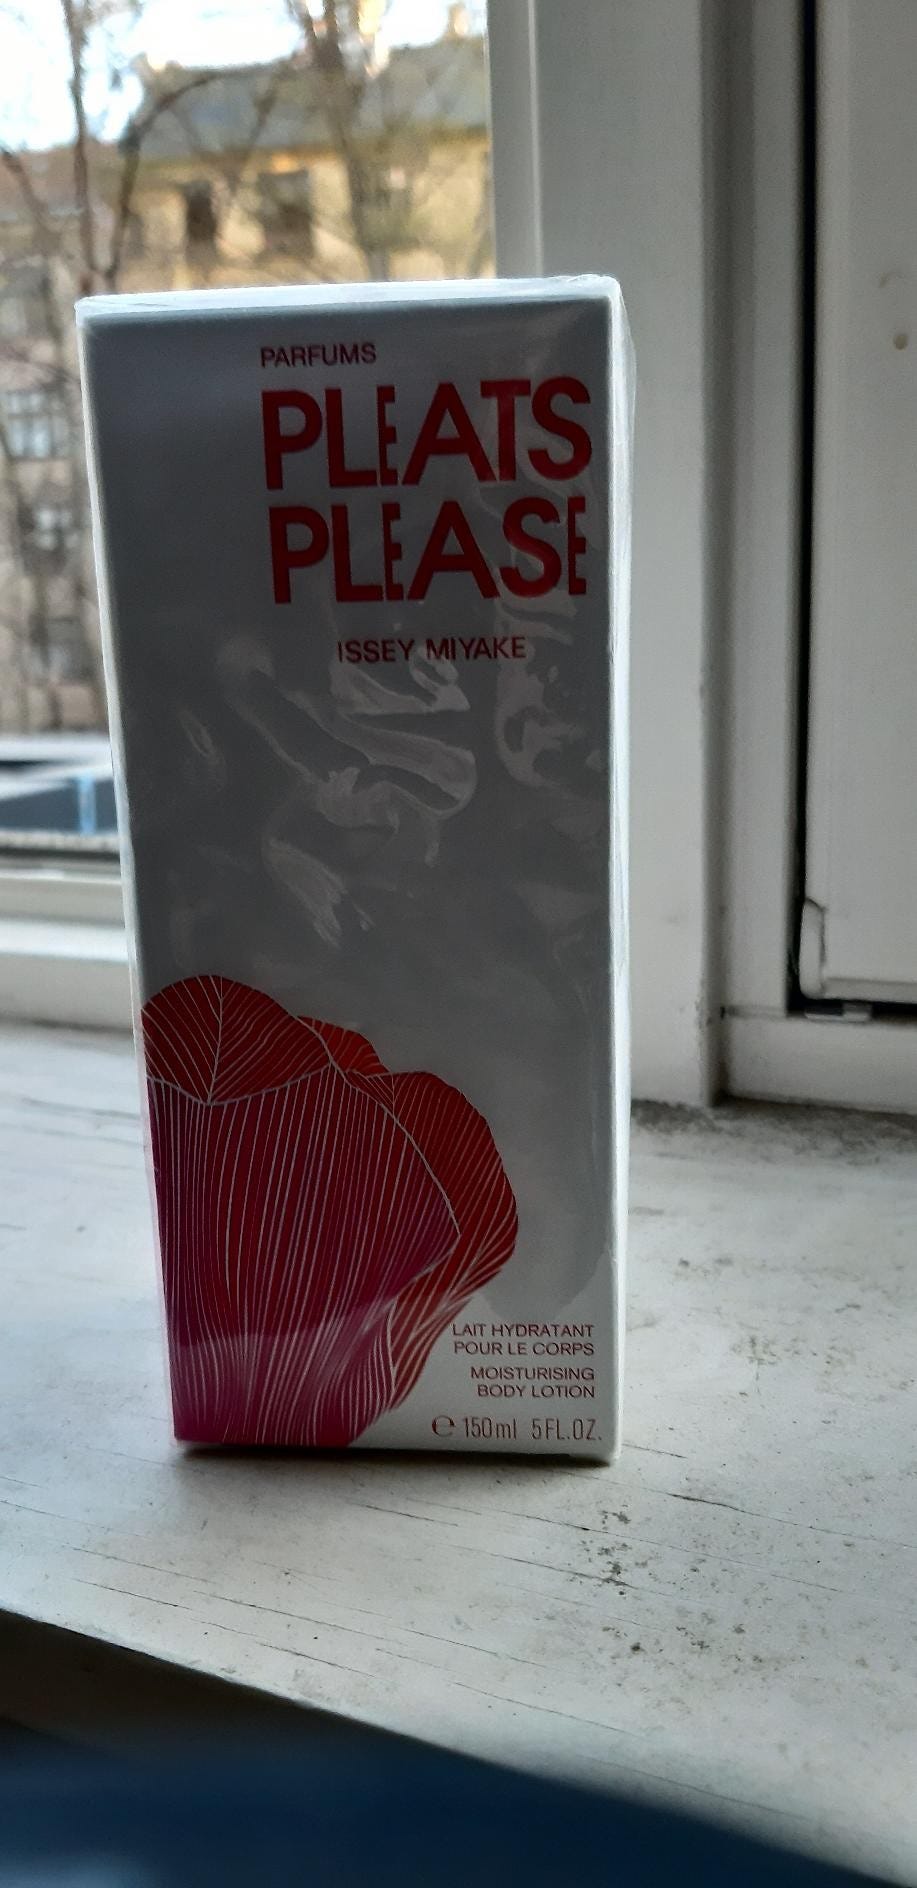 PARFUMS
PLEATS
PLEASE
ISSEY MIYAKE
LAIT HYDRATANT
POUR LE CORPS
MOISTURISING
BODY LOTION
℮ 150ml 5FL.OZ.